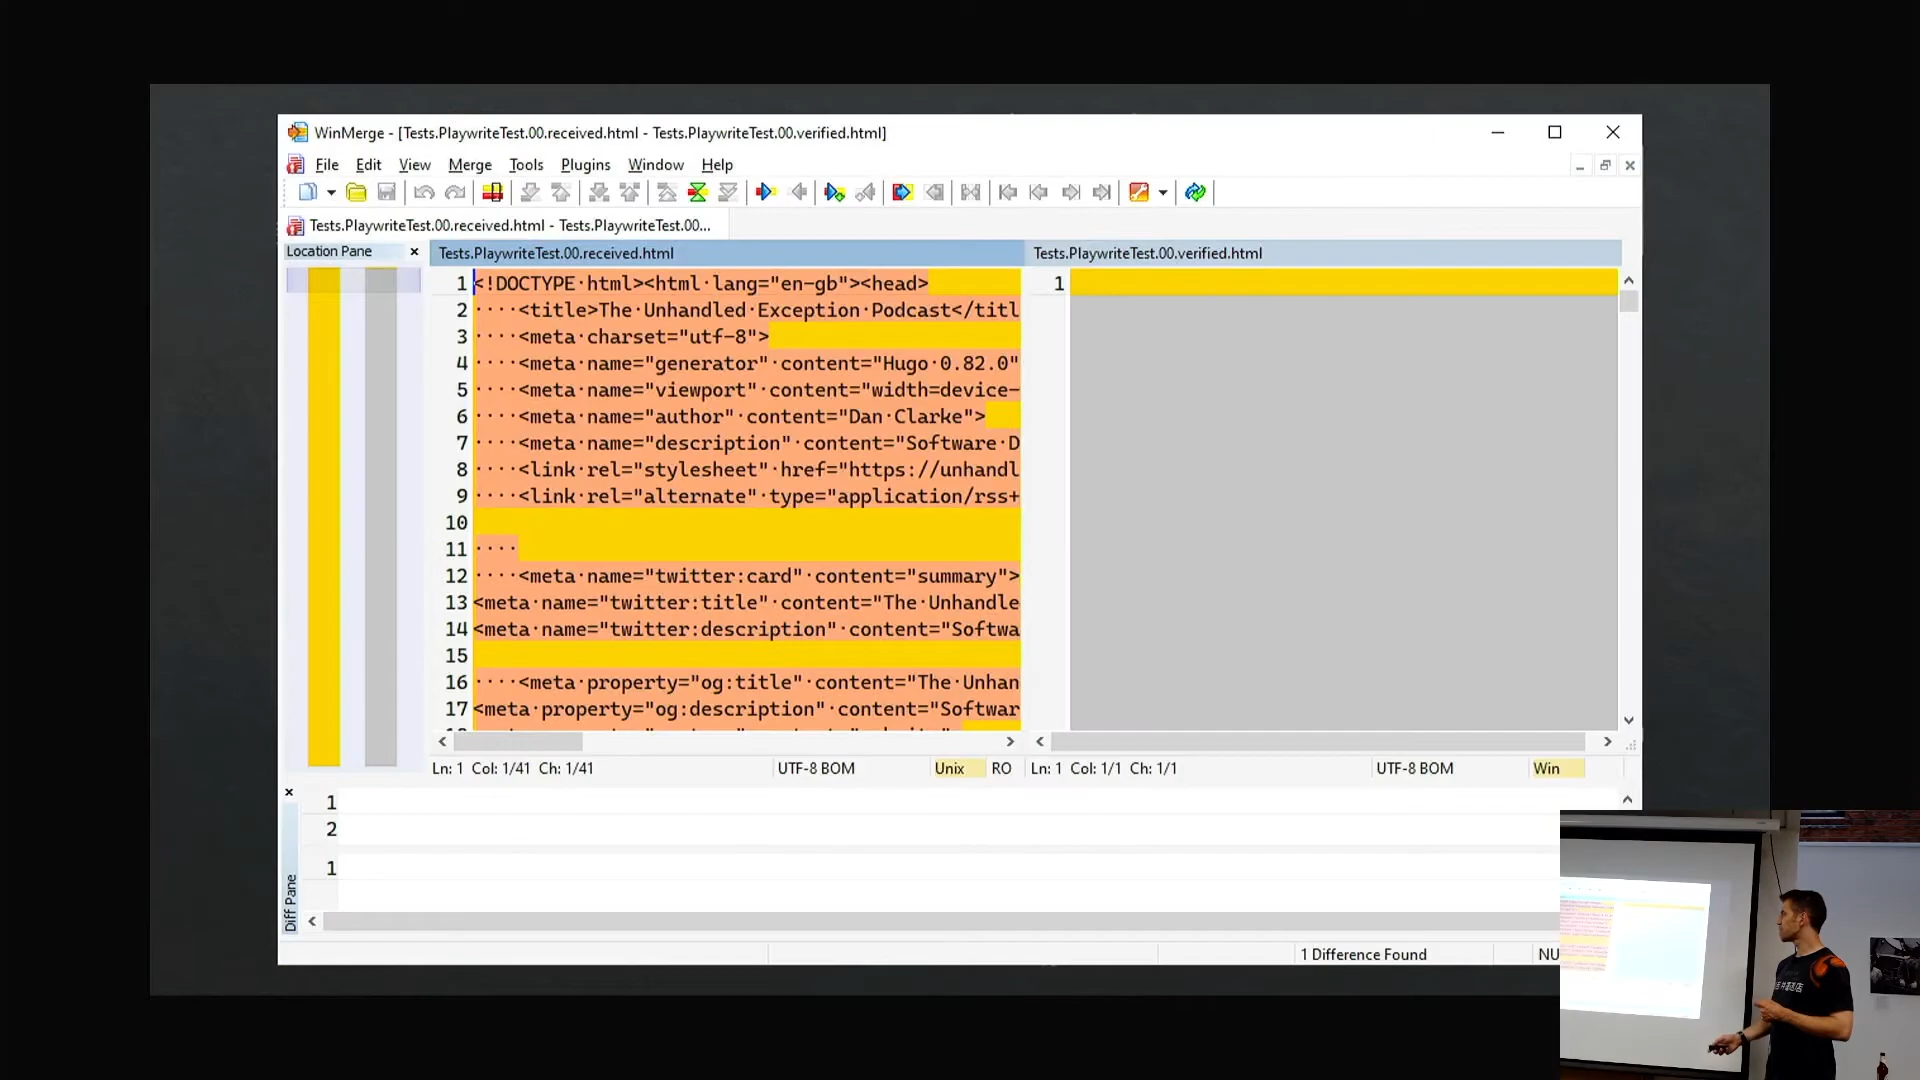 WinMerge - [Tests.PlaywriteTest.00.received.html - Tests.PlaywriteTest.00.verified.html]
File Edit View Merge Tools Plugins Window Help
Tests.PlaywriteTest.00.received.html - Tests.PlaywriteTest.00...
Location Pane
Tests.PlaywriteTest.00.received.html
Tests.PlaywriteTest.00.verified.html
1 <!DOCTYPE·html><html·lang="en-gb"><head>
2 ····<title>The·Unhandled·Exception·Podcast</titl
3 ····<meta·charset="utf-8">
4 ····<meta·name="generator"·content="Hugo·0.82.0"
5 ····<meta·name="viewport"·content="width=device-
6 ····<meta·name="author"·content="Dan·Clarke">
7 ····<meta·name="description"·content="Software·D
8 ····<link·rel="stylesheet"·href="https://unhandl
9 ····<link·rel="alternate"·type="application/rss+
10
11 ····
12 ····<meta·name="twitter:card"·content="summary">
13 <meta·name="twitter:title"·content="The·Unhandle
14 <meta·name="twitter:description"·content="Softwa
15
16 ····<meta·property="og:title"·content="The·Unhan
17 <meta·property="og:description"·content="Softwar
1
Ln: 1 Col: 1/41 Ch: 1/41 UTF-8 BOM Unix RO
Ln: 1 Col: 1/1 Ch: 1/1 UTF-8 BOM Win
1
2
1
Diff Pane
1 Difference Found
NU